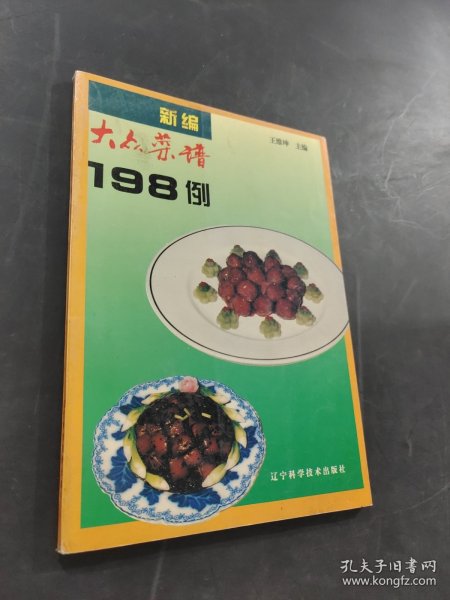 新编
大众菜谱
198例
王维坤 主编
辽宁科学技术出版社
孔夫子旧书网
www.kongfz.com